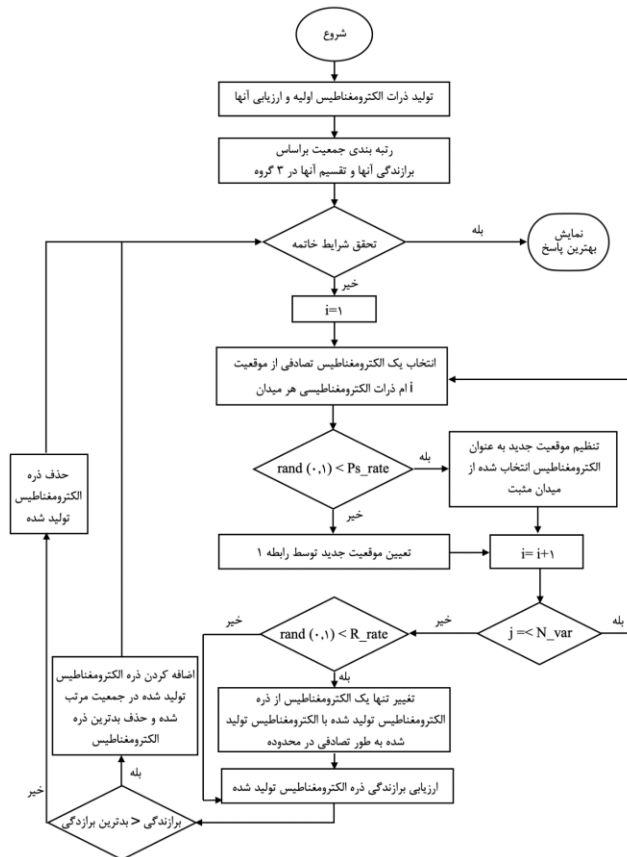 شروع
تولید ذرات الکترومغناطیس اولیه و ارزیابی آنها
رتبه بندی جمعیت براساس
برازندگی آنها و تقسیم آنها در ۳ گروه
تحقق شرایط خاتمه
بله
نمایش
بهترین پاسخ
خیر
i=۱
انتخاب یک الکترومغناطیس تصادفی از موقعیت
i ام ذرات الکترومغناطیسی هر میدان
rand (۰,۱) < Ps_rate
بله
تنظیم موقعیت جدید به عنوان
الکترومغناطیس انتخاب شده از
میدان مثبت
خیر
تعیین موقعیت جدید توسط رابطه ۱
i= i+۱
j =< N_var
بله
خیر
rand (۰,۱) < R_rate
خیر
بله
تغییر تنها یک الکترومغناطیس از ذره
الکترومغناطیس تولید شده با الکترومغناطیس تولید
شده به طور تصادفی در محدوده
ارزیابی برازندگی ذره الکترومغناطیس تولید شده
برازندگی < بدترین برازدگی
بله
خیر
اضافه کردن ذره الکترومغناطیس
تولید شده در جمعیت مرتب
شده و حذف بدترین ذره
الکترومغناطیس
حذف ذره
الکترومغناطیس
تولید شده